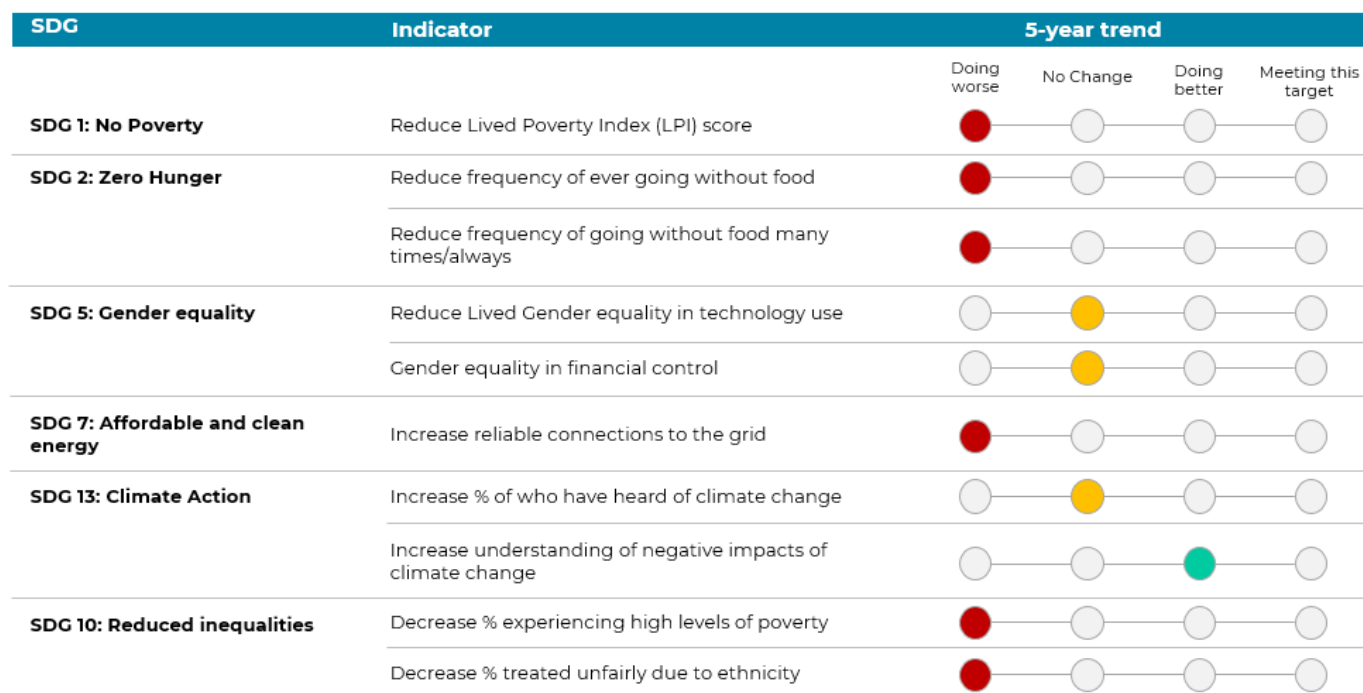 SDG
Indicator
5-year trend
Doing
worse
No Change
Doing
better
Meeting this
target
SDG 1: No Poverty
Reduce Lived Poverty Index (LPI) score
SDG 2: Zero Hunger
Reduce frequency of ever going without food
Reduce frequency of going without food many
times/always
SDG 5: Gender equality
Reduce Lived Gender equality in technology use
Gender equality in financial control
SDG 7: Affordable and clean
energy
Increase reliable connections to the grid
SDG 13: Climate Action
Increase % of who have heard of climate change
Increase understanding of negative impacts of
climate change
SDG 10: Reduced inequalities
Decrease % experiencing high levels of poverty
Decrease % treated unfairly due to ethnicity